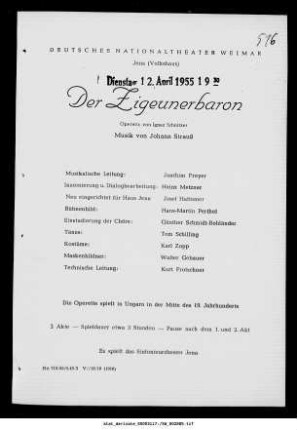 576
DEUTSCHES NATIONALTHEATER WEIMAR
Jena (Volkshaus)
Dienstag 12. April 1955 19 30
Der Zigeunerbaron
Operette von Ignaz Schnitzer
Musik von Johann Strauß
Musikalische Leitung: Joachim Freyer
Inszenierung u. Dialogbearbeitung: Heinz Metzner
Neu eingerichtet für Haus Jena Josef
Bühnenbild: Hans-Martin
Einstudierung der Chöre: Günther Schmidt-Bohländer
Tänze: Tom Schilling
Kostüme: Karl Zopp
Maskenbildner: Walter Gebauer
Technische Leitung: Kurt
Die Operette spielt in Ungarn in der Mitte des 18. Jahrhunderts
3 Akte — Spieldauer etwa 3 Stunden — Pause nach dem 1. und 2. Akt
Es spielt das Sinfonieorchester Jena